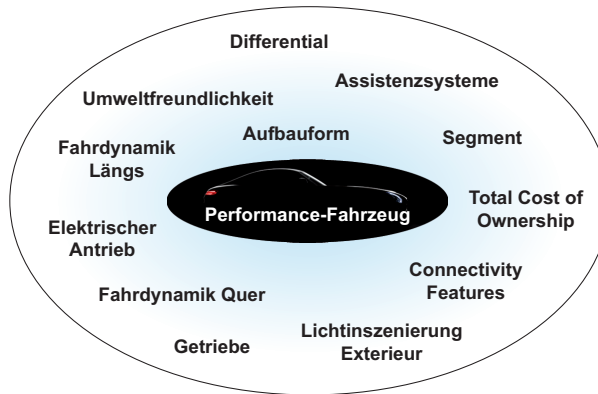 Differential
Assistenzsysteme
Umweltfreundlichkeit
Aufbauform
Segment
Fahrdynamik
Längs
Total Cost of
Ownership
Performance-Fahrzeug
Elektrischer
Antrieb
Connectivity
Features
Fahrdynamik Quer
Lichtinszenierung
Exterieur
Getriebe